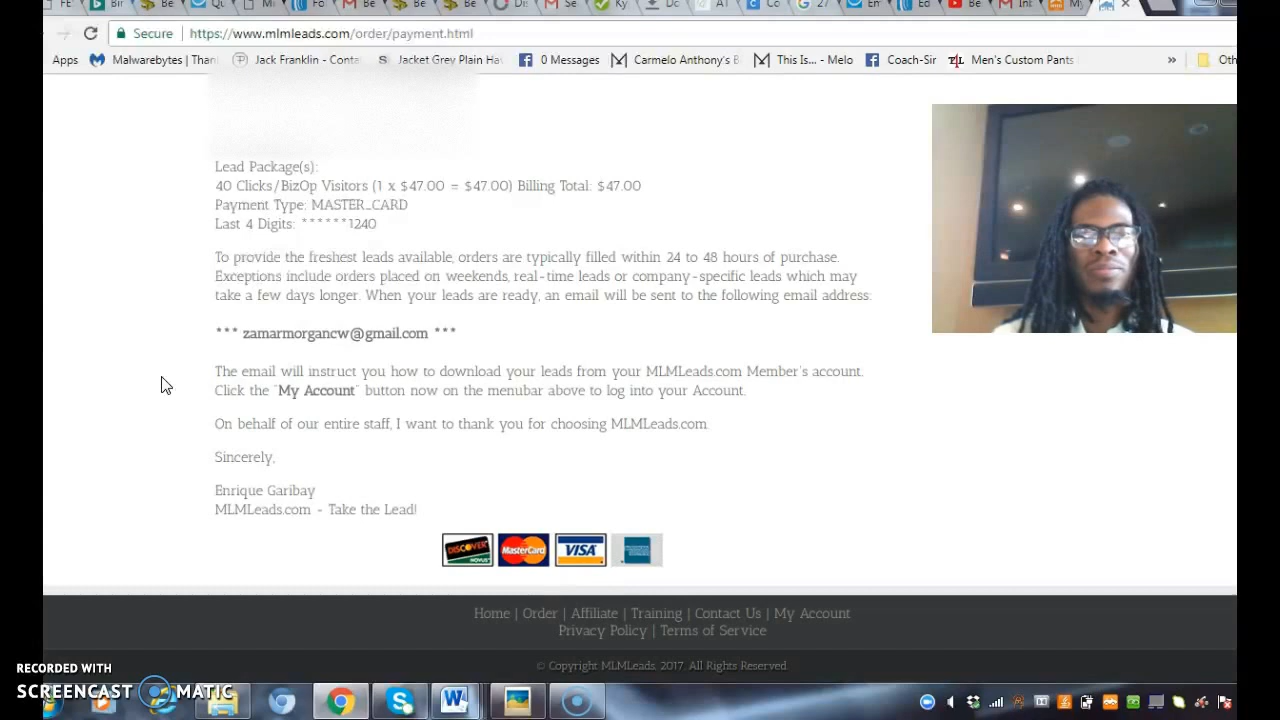 Secure https://www.mlmleads.com/order/payment.html
Apps Malwarebytes | Than Jack Franklin - Conta Jacket Grey Plain Ha 0 Messages Carmelo Anthony's B This Is... - Melo Coach-Sir Men's Custom Pants » Oth
Lead Package(s):
40 Clicks/BizOp Visitors (1 x $47.00 = $47.00) Billing Total: $47.00
Payment Type: MASTER_CARD
Last 4 Digits: ******1240
To provide the freshest leads available, orders are typically filled within 24 to 48 hours of purchase.
Exceptions include orders placed on weekends, real-time leads or company-specific leads which may
take a few days longer. When your leads are ready, an email will be sent to the following email address:
*** zamarmorgancw@gmail.com ***
The email will instruct you how to download your leads from your MLMLeads.com Member's account.
Click the "My Account" button now on the menubar above to log into your Account.
On behalf of our entire staff, I want to thank you for choosing MLMLeads.com.
Sincerely,
Enrique Garibay
MLMLeads.com - Take the Lead!
DISCOVER NOVUS MasterCard VISA
Home | Order | Affiliate | Training | Contact Us | My Account
Privacy Policy | Terms of Service
© Copyright MLMLeads, 2017. All Rights Reserved.
RECORDED WITH
SCREENCAST MATIC